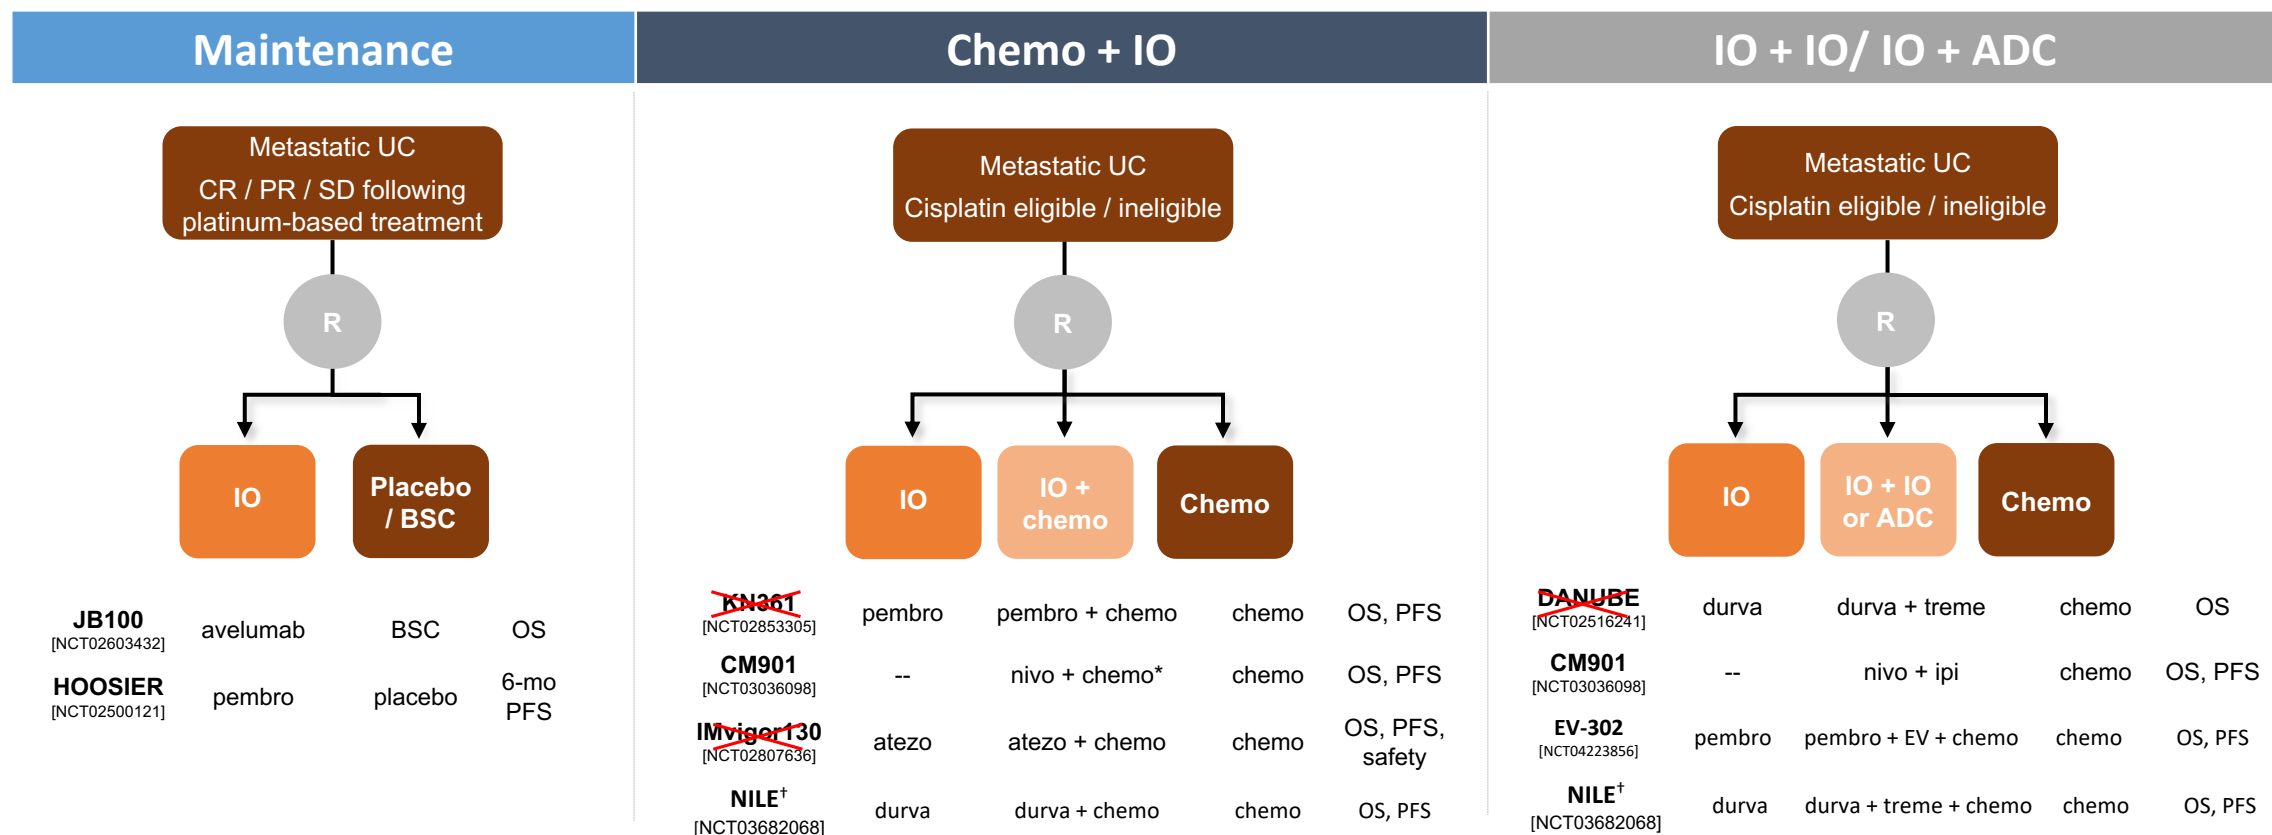 Maintenance
Metastatic UC
CR / PR / SD following
platinum-based treatment
R
IO
Placebo
/ BSC
JB100
[NCT02603432]
avelumab
BSC
OS
HOOSIER
[NCT02500121]
pembro
placebo
6-mo
PFS
Chemo + IO
Metastatic UC
Cisplatin eligible / ineligible
R
IO
IO +
chemo
Chemo
KN361
[NCT02853305]
pembro
pembro + chemo
chemo
OS, PFS
CM901
[NCT03036098]
--
nivo + chemo*
chemo
OS, PFS
IMvigor130
[NCT02807636]
atezo
atezo + chemo
chemo
OS, PFS,
safety
NILE†
[NCT03682068]
durva
durva + chemo
chemo
OS, PFS
IO + IO/ IO + ADC
Metastatic UC
Cisplatin eligible / ineligible
R
IO
IO + IO
or ADC
Chemo
DANUBE
[NCT02516241]
durva
durva + treme
chemo
OS
CM901
[NCT03036098]
--
nivo + ipi
chemo
OS, PFS
EV-302
[NCT04223856]
pembro
pembro + EV + chemo
chemo
OS, PFS
NILE†
[NCT03682068]
durva
durva + treme + chemo
chemo
OS, PFS